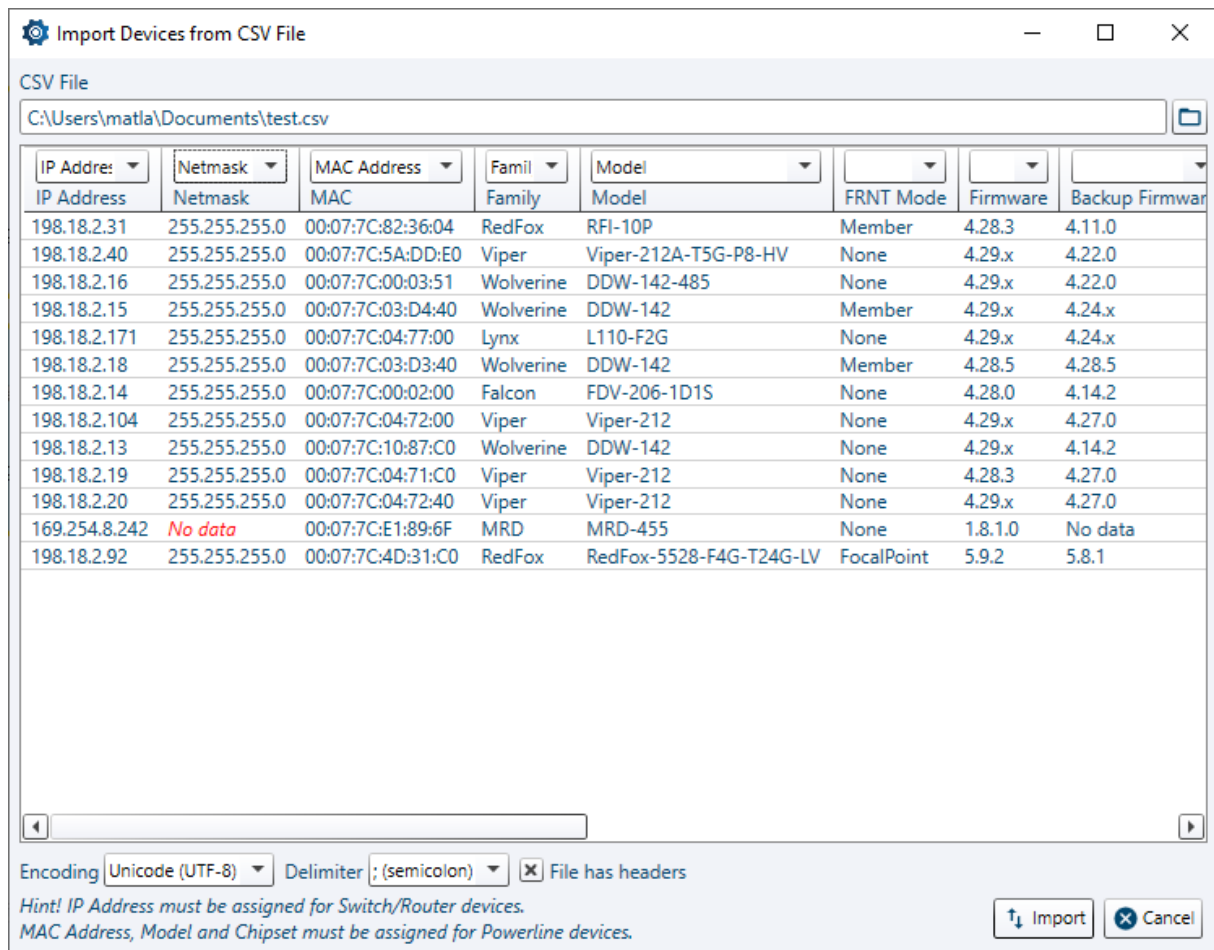 Import Devices from CSV File
CSV File
C:\Users\matla\Documents\test.csv
IP Addres Netmask MAC Address Famil Model
IP Address Netmask MAC Family Model FRNT Mode Firmware Backup Firmwar
198.18.2.31 255.255.255.0 00:07:7C:82:36:04 RedFox RFI-10P Member 4.28.3 4.11.0
198.18.2.40 255.255.255.0 00:07:7C:5A:DD:E0 Viper Viper-212A-T5G-P8-HV None 4.29.x 4.22.0
198.18.2.16 255.255.255.0 00:07:7C:00:03:51 Wolverine DDW-142-485 None 4.29.x 4.22.0
198.18.2.15 255.255.255.0 00:07:7C:03:D4:40 Wolverine DDW-142 Member 4.29.x 4.24.x
198.18.2.171 255.255.255.0 00:07:7C:04:77:00 Lynx L110-F2G None 4.29.x 4.24.x
198.18.2.18 255.255.255.0 00:07:7C:03:D3:40 Wolverine DDW-142 Member 4.28.5 4.28.5
198.18.2.14 255.255.255.0 00:07:7C:00:02:00 Falcon FDV-206-1D1S None 4.28.0 4.14.2
198.18.2.104 255.255.255.0 00:07:7C:04:72:00 Viper Viper-212 None 4.29.x 4.27.0
198.18.2.13 255.255.255.0 00:07:7C:10:87:C0 Wolverine DDW-142 None 4.29.x 4.14.2
198.18.2.19 255.255.255.0 00:07:7C:04:71:C0 Viper Viper-212 None 4.28.3 4.27.0
198.18.2.20 255.255.255.0 00:07:7C:04:72:40 Viper Viper-212 None 4.29.x 4.27.0
169.254.8.242 No data 00:07:7C:E1:89:6F MRD MRD-455 None 1.8.1.0 No data
198.18.2.92 255.255.255.0 00:07:7C:4D:31:C0 RedFox RedFox-5528-F4G-T24G-LV FocalPoint 5.9.2 5.8.1
Encoding Unicode (UTF-8) Delimiter ; (semicolon) File has headers
Hint! IP Address must be assigned for Switch/Router devices.
MAC Address, Model and Chipset must be assigned for Powerline devices.
Import Cancel